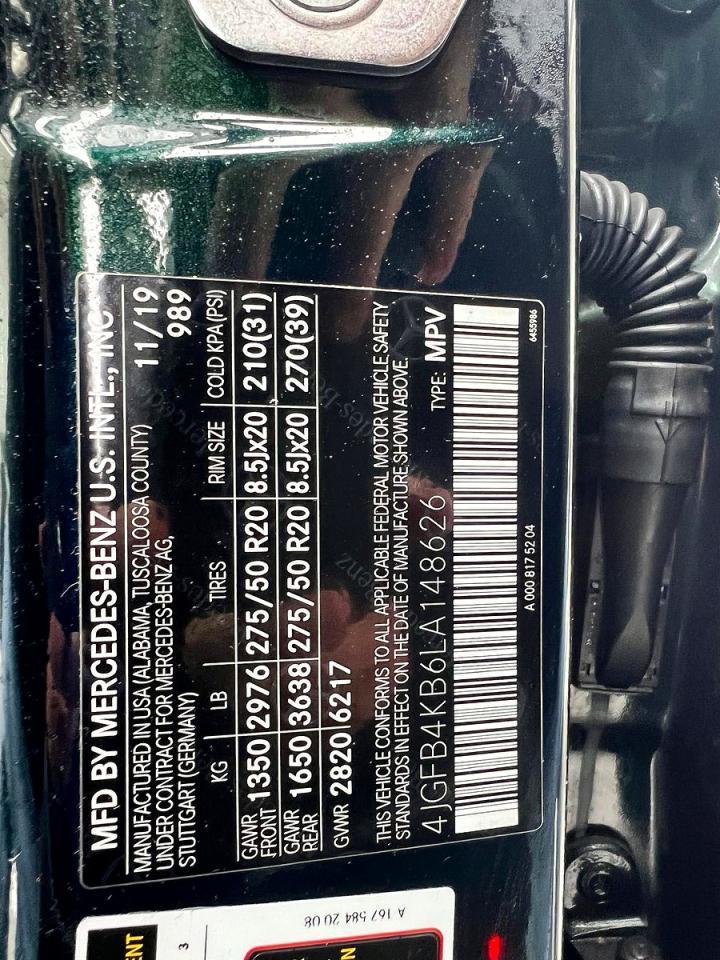 MFD BY MERCEDES-BENZ U.S. INTL., INC
MANUFACTURED IN USA (ALABAMA, TUSCALOOSA COUNTY) 11/19
UNDER CONTRACT FOR MERCEDES-BENZ AG, 989
STUTTGART (GERMANY)
KG LB TIRES RIM SIZE COLD KPA (PSI)
GAWR FRONT 1350 2976 275/50 R20 8.5Jx20 210(31)
GAWR REAR 1650 3638 275/50 R20 8.5Jx20 270(39)
GVWR 2820 6217
THIS VEHICLE CONFORMS TO ALL APPLICABLE FEDERAL MOTOR VEHICLE SAFETY
STANDARDS IN EFFECT ON THE DATE OF MANUFACTURE SHOWN ABOVE.
4JGFB4KB6LA148626 TYPE: MPV
A 000 817 52 04 6455986
A 167 584 20 08
3